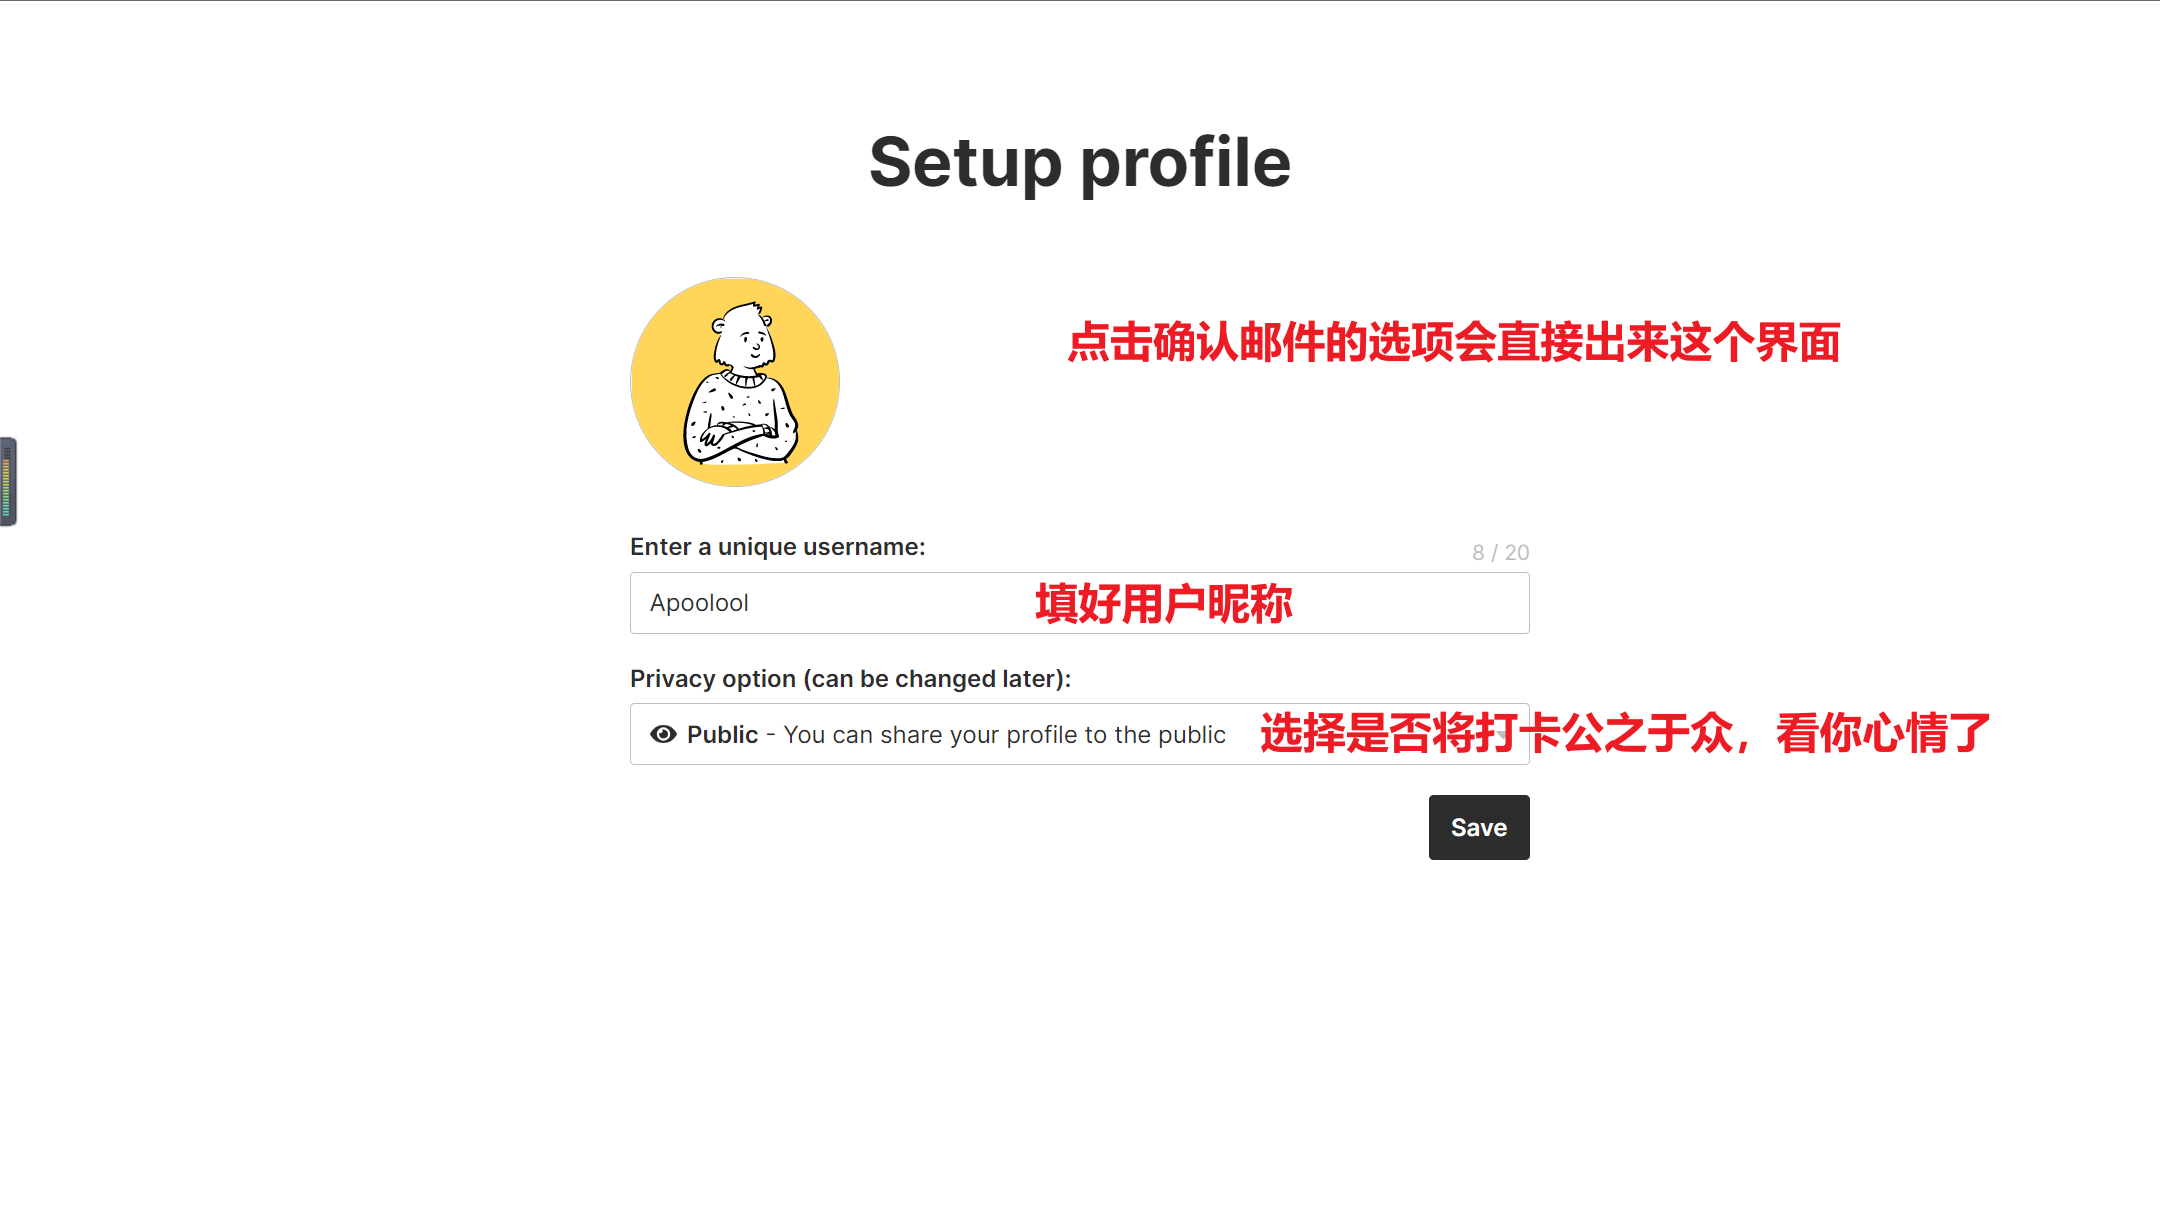 Setup profile
点击确认邮件的选项会直接出来这个界面
Enter a unique username:
8 / 20
Apoolool
填好用户昵称
Privacy option (can be changed later):
Public - You can share your profile to the public
选择是否将打卡公之于众，看你心情了
Save